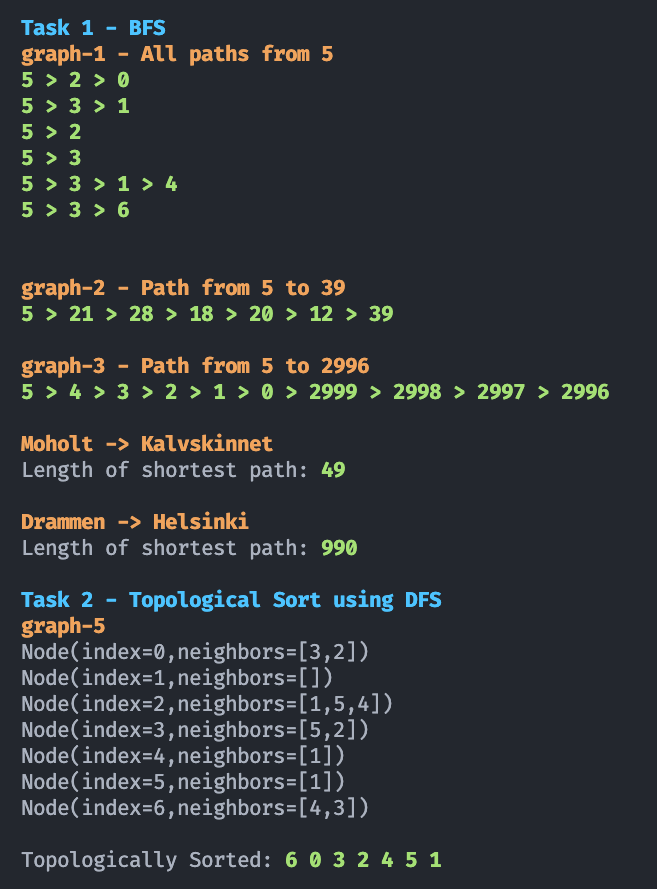 Task 1 - BFS
graph-1 - All paths from 5
5 > 2 > 0
5 > 3 > 1
5 > 2
5 > 3
5 > 3 > 1 > 4
5 > 3 > 6
graph-2 - Path from 5 to 39
5 > 21 > 28 > 18 > 20 > 12 > 39
graph-3 - Path from 5 to 2996
5 > 4 > 3 > 2 > 1 > 0 > 2999 > 2998 > 2997 > 2996
Moholt -> Kalvskinnet
Length of shortest path: 49
Drammen -> Helsinki
Length of shortest path: 990
Task 2 - Topological Sort using DFS
graph-5
Node(index=0,neighbors=[3,2])
Node(index=1,neighbors=[])
Node(index=2,neighbors=[1,5,4])
Node(index=3,neighbors=[5,2])
Node(index=4,neighbors=[1])
Node(index=5,neighbors=[1])
Node(index=6,neighbors=[4,3])
Topologically Sorted: 6 0 3 2 4 5 1